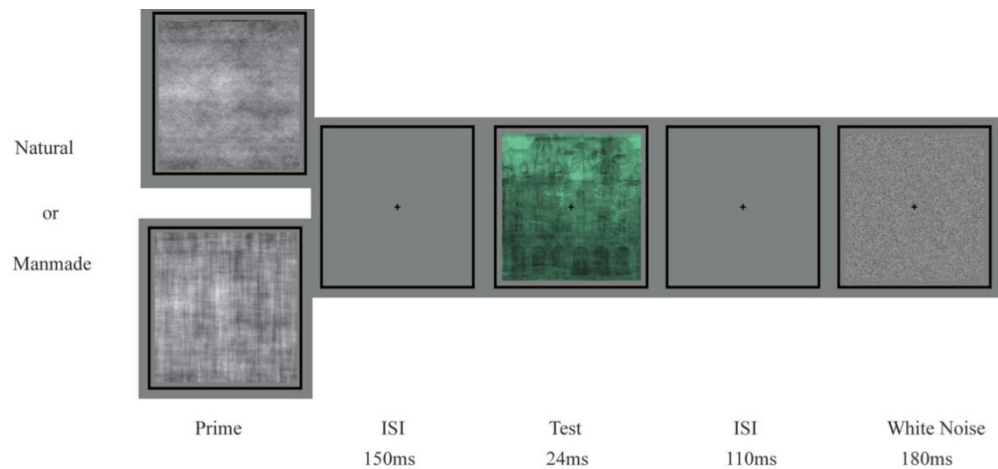 Natural
or
Manmade
Prime ISI Test ISI White Noise
150ms 24ms 110ms 180ms